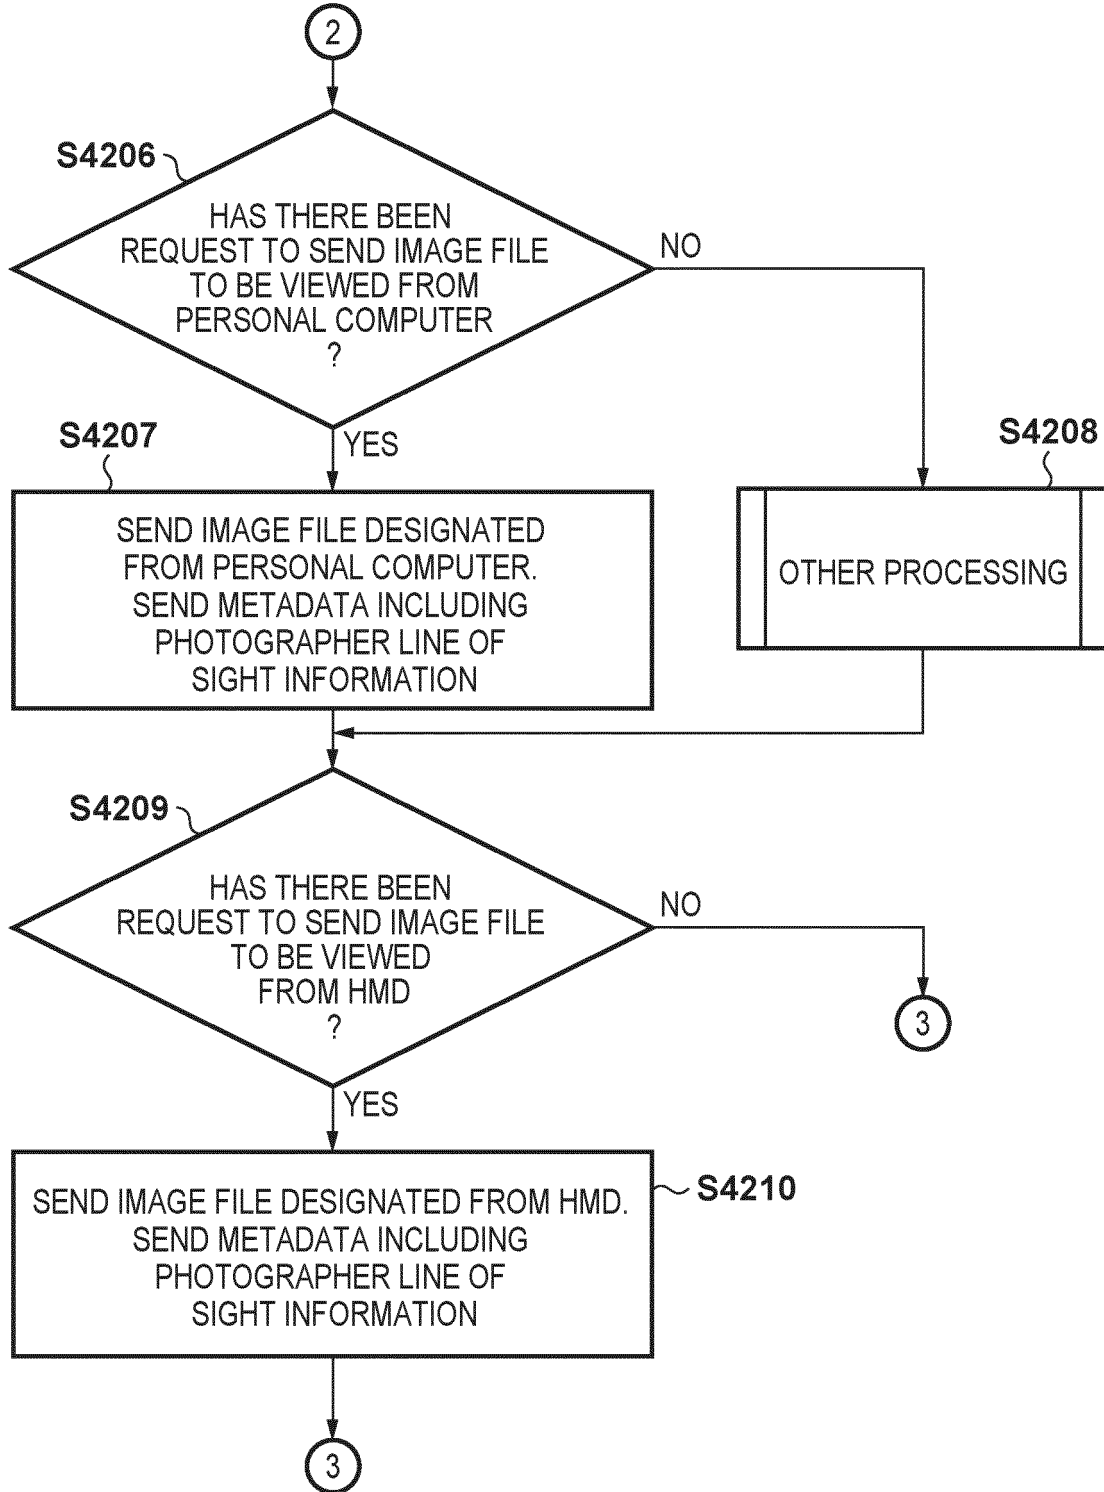 2
S4206
HAS THERE BEEN
REQUEST TO SEND IMAGE FILE
TO BE VIEWED FROM
PERSONAL COMPUTER
?
NO
YES
S4207
SEND IMAGE FILE DESIGNATED
FROM PERSONAL COMPUTER.
SEND METADATA INCLUDING
PHOTOGRAPHER LINE OF
SIGHT INFORMATION
S4208
OTHER PROCESSING
S4209
HAS THERE BEEN
REQUEST TO SEND IMAGE FILE
TO BE VIEWED
FROM HMD
?
NO
3
YES
SEND IMAGE FILE DESIGNATED FROM HMD.
SEND METADATA INCLUDING
PHOTOGRAPHER LINE OF
SIGHT INFORMATION
S4210
3